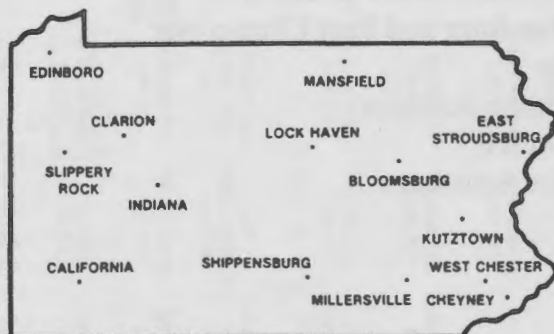 EDINBORO
MANSFIELD
CLARION
LOCK HAVEN
EAST
STROUDSBURG
SLIPPERY
ROCK
BLOOMSBURG
INDIANA
KUTZTOWN
CALIFORNIA
SHIPPENSBURG
WEST CHESTER
MILLERSVILLE
CHEYNEY